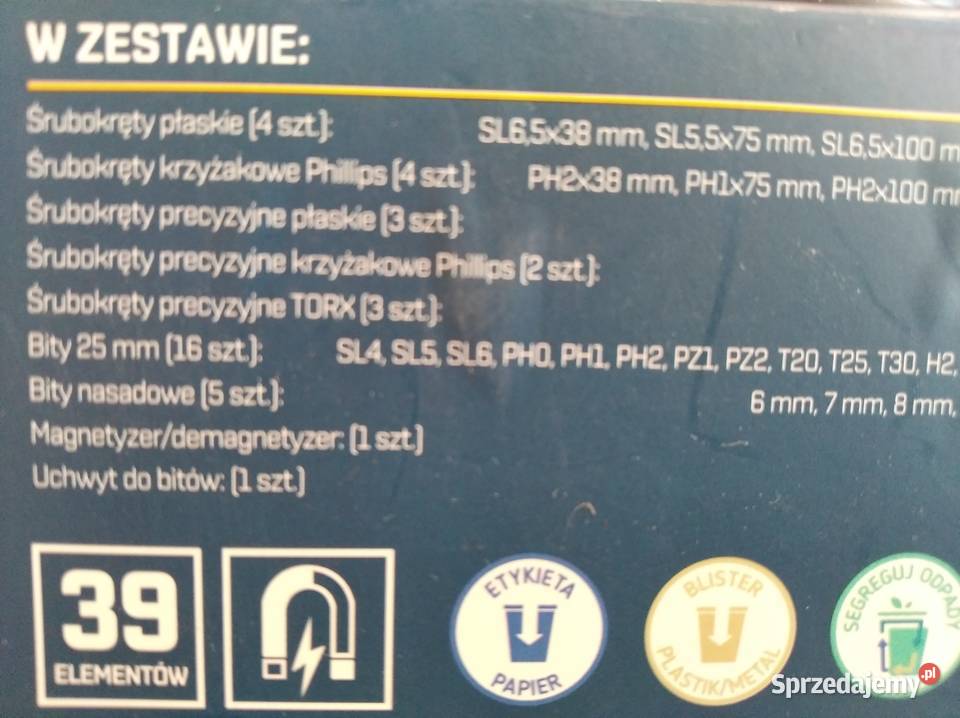 W ZESTAWIE:
Śrubokręty płaskie (4 szt.): SL6,5x38 mm, SL5,5x75 mm, SL6,5x100 m
Śrubokręty krzyżakowe Phillips (4 szt.): PH2x38 mm, PH1x75 mm, PH2x100 mm
Śrubokręty precyzyjne płaskie (3 szt.):
Śrubokręty precyzyjne krzyżakowe Phillips (2 szt.):
Śrubokręty precyzyjne TORX (3 szt.):
Bity 25 mm (16 szt.): SL4, SL5, SL6, PH0, PH1, PH2, PZ1, PZ2, T20, T25, T30, H2,
Bity nasadowe (5 szt.): 6 mm, 7 mm, 8 mm,
Magnetyzer/demagnetyzer: (1 szt.)
Uchwyt do bitów: (1 szt.)
39
ELEMENTÓW
ETYKIETA
PAPIER
BLISTER
PLASTIK/METAL
SEGREGUJ ODPADY
Sprzedajemy.pl